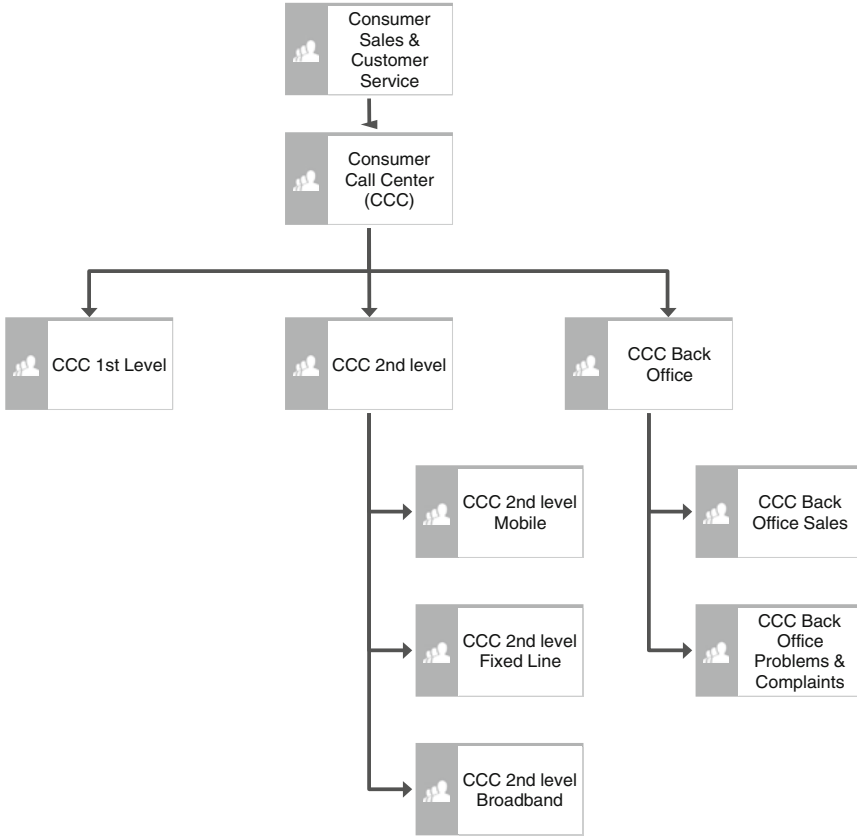 Consumer
Sales &
Customer
Service
Consumer
Call Center
(CCC)
CCC 1st Level
CCC 2nd level
CCC Back
Office
CCC 2nd level
Mobile
CCC Back
Office Sales
CCC 2nd level
Fixed Line
CCC Back
Office
Problems &
Complaints
CCC 2nd level
Broadband